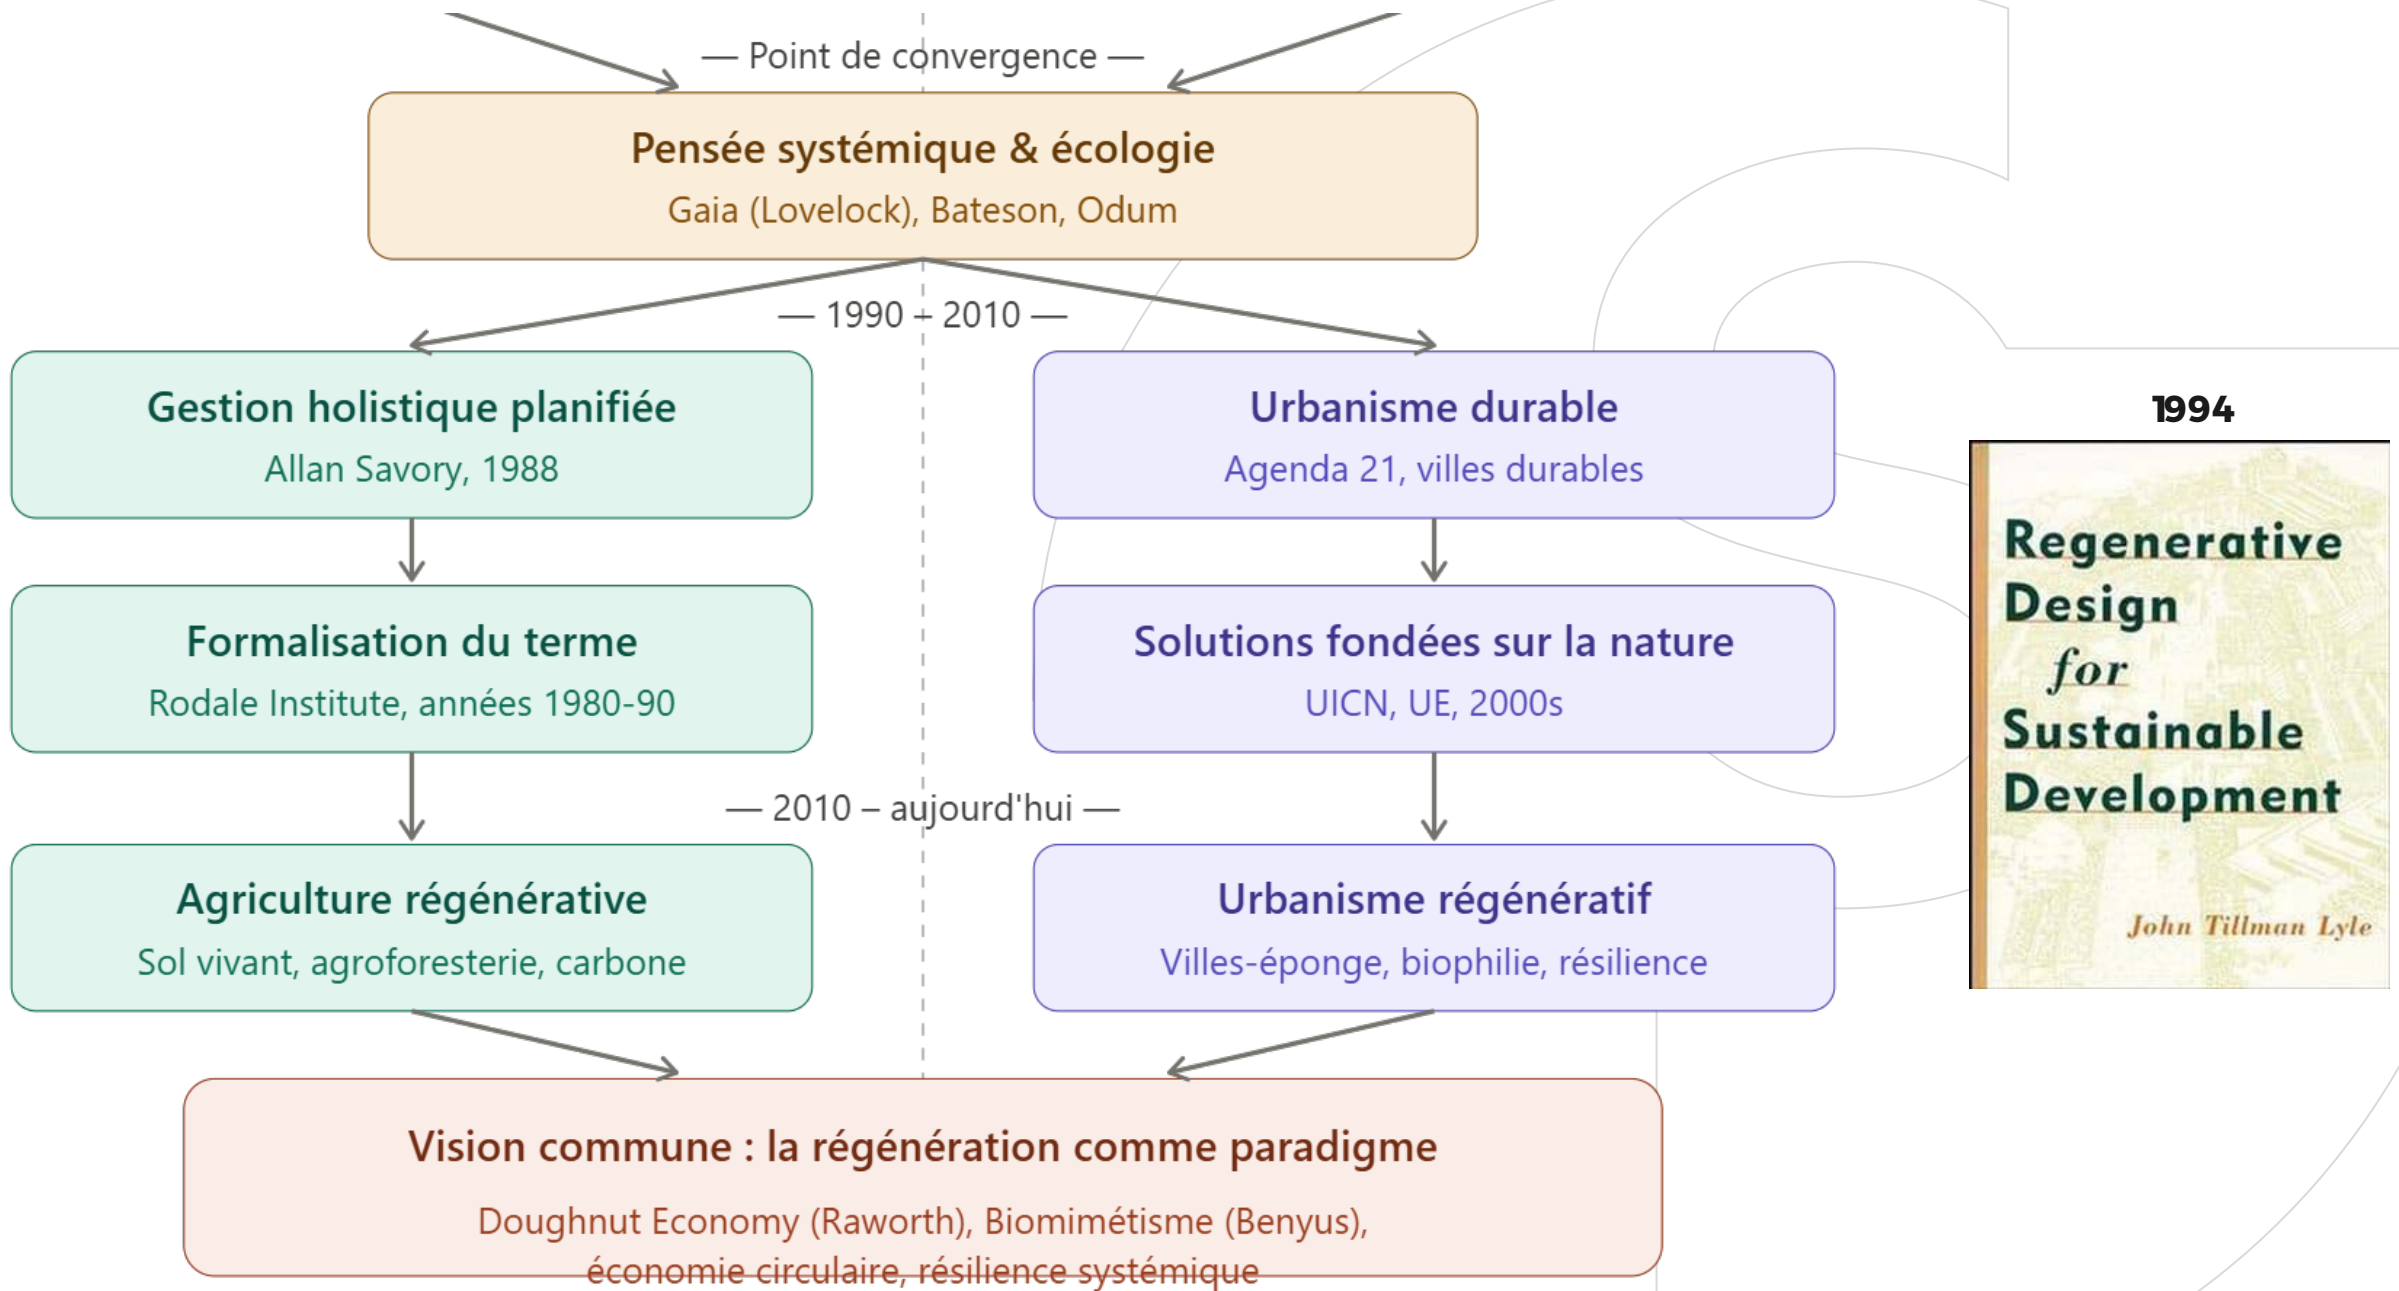 — Point de convergence —
Pensée systémique & écologie
Gaia (Lovelock), Bateson, Odum
— 1990 – 2010 —
Gestion holistique planifiée
Allan Savory, 1988
Urbanisme durable
Agenda 21, villes durables
1994
Regenerative
Design
for
Sustainable
Development
John Tillman Lyle
Formalisation du terme
Rodale Institute, années 1980-90
Solutions fondées sur la nature
UICN, UE, 2000s
— 2010 – aujourd'hui —
Agriculture régénérative
Sol vivant, agroforesterie, carbone
Urbanisme régénératif
Villes-éponge, biophilie, résilience
Vision commune : la régénération comme paradigme
Doughnut Economy (Raworth), Biomimétisme (Benyus),
économie circulaire, résilience systémique